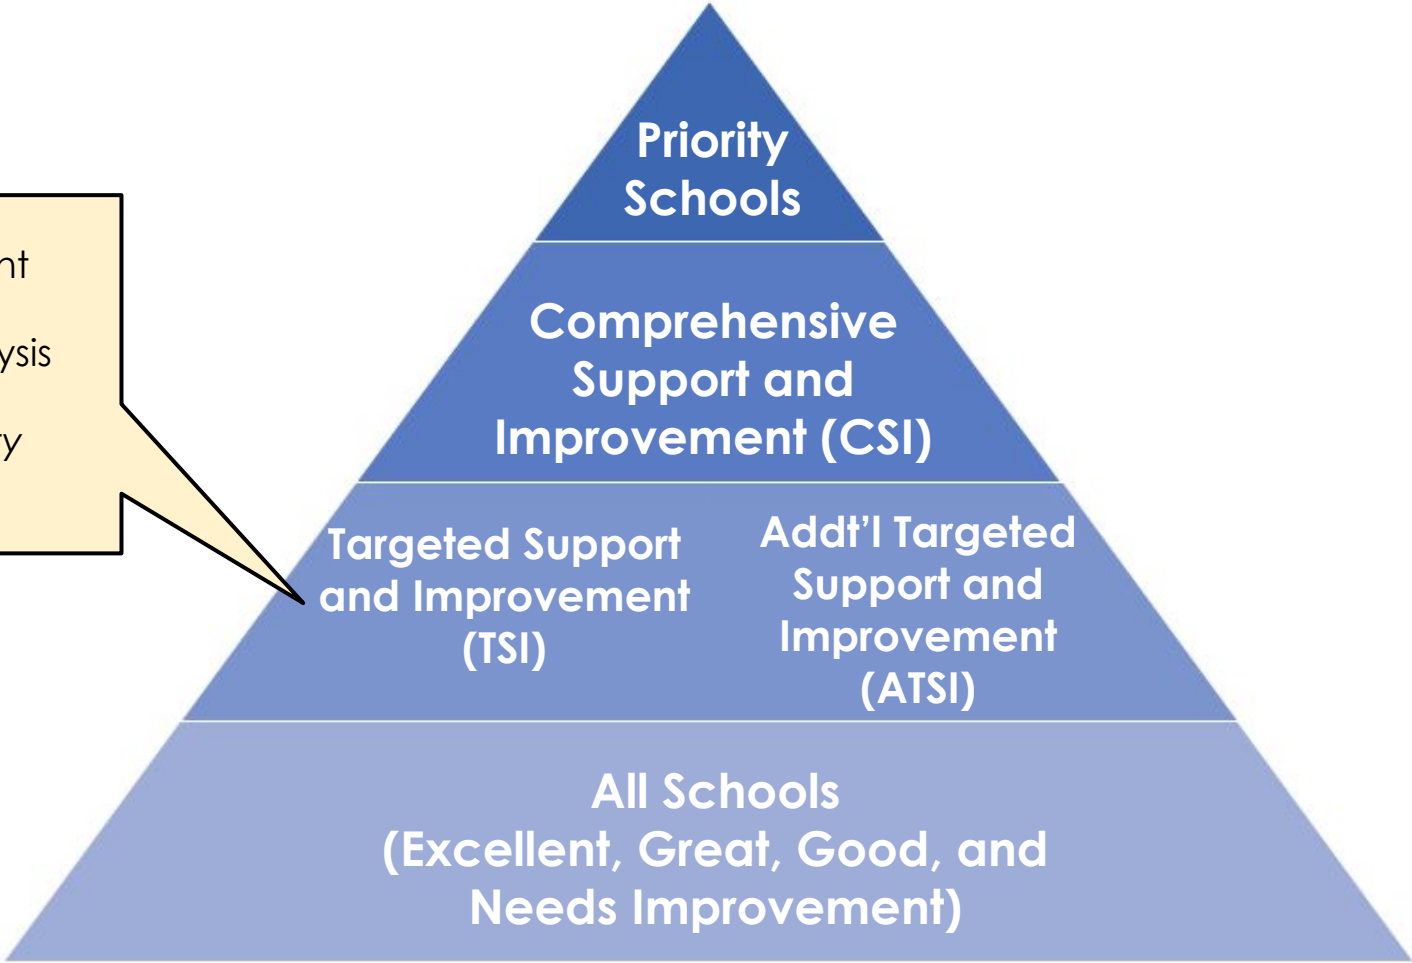 Priority
Schools
Comprehensive
Support and
Improvement (CSI)
Targeted Support
and Improvement
(TSI)
Addt’l Targeted
Support and
Improvement
(ATSI)
All Schools
(Excellent, Great, Good, and
Needs Improvement)